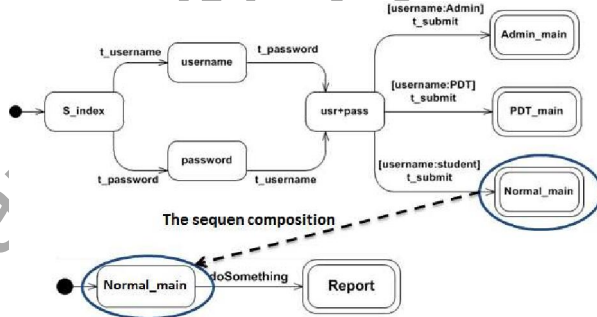 [username:Admin]
t_submit
Admin_main
t_username
username
t_password
[username:PDT]
t_submit
S_index
usr+pass
PDT_main
password
t_password
t_username
[username:student]
t_submit
Normal_main
The sequen composition
Normal_main
doSomething
Report